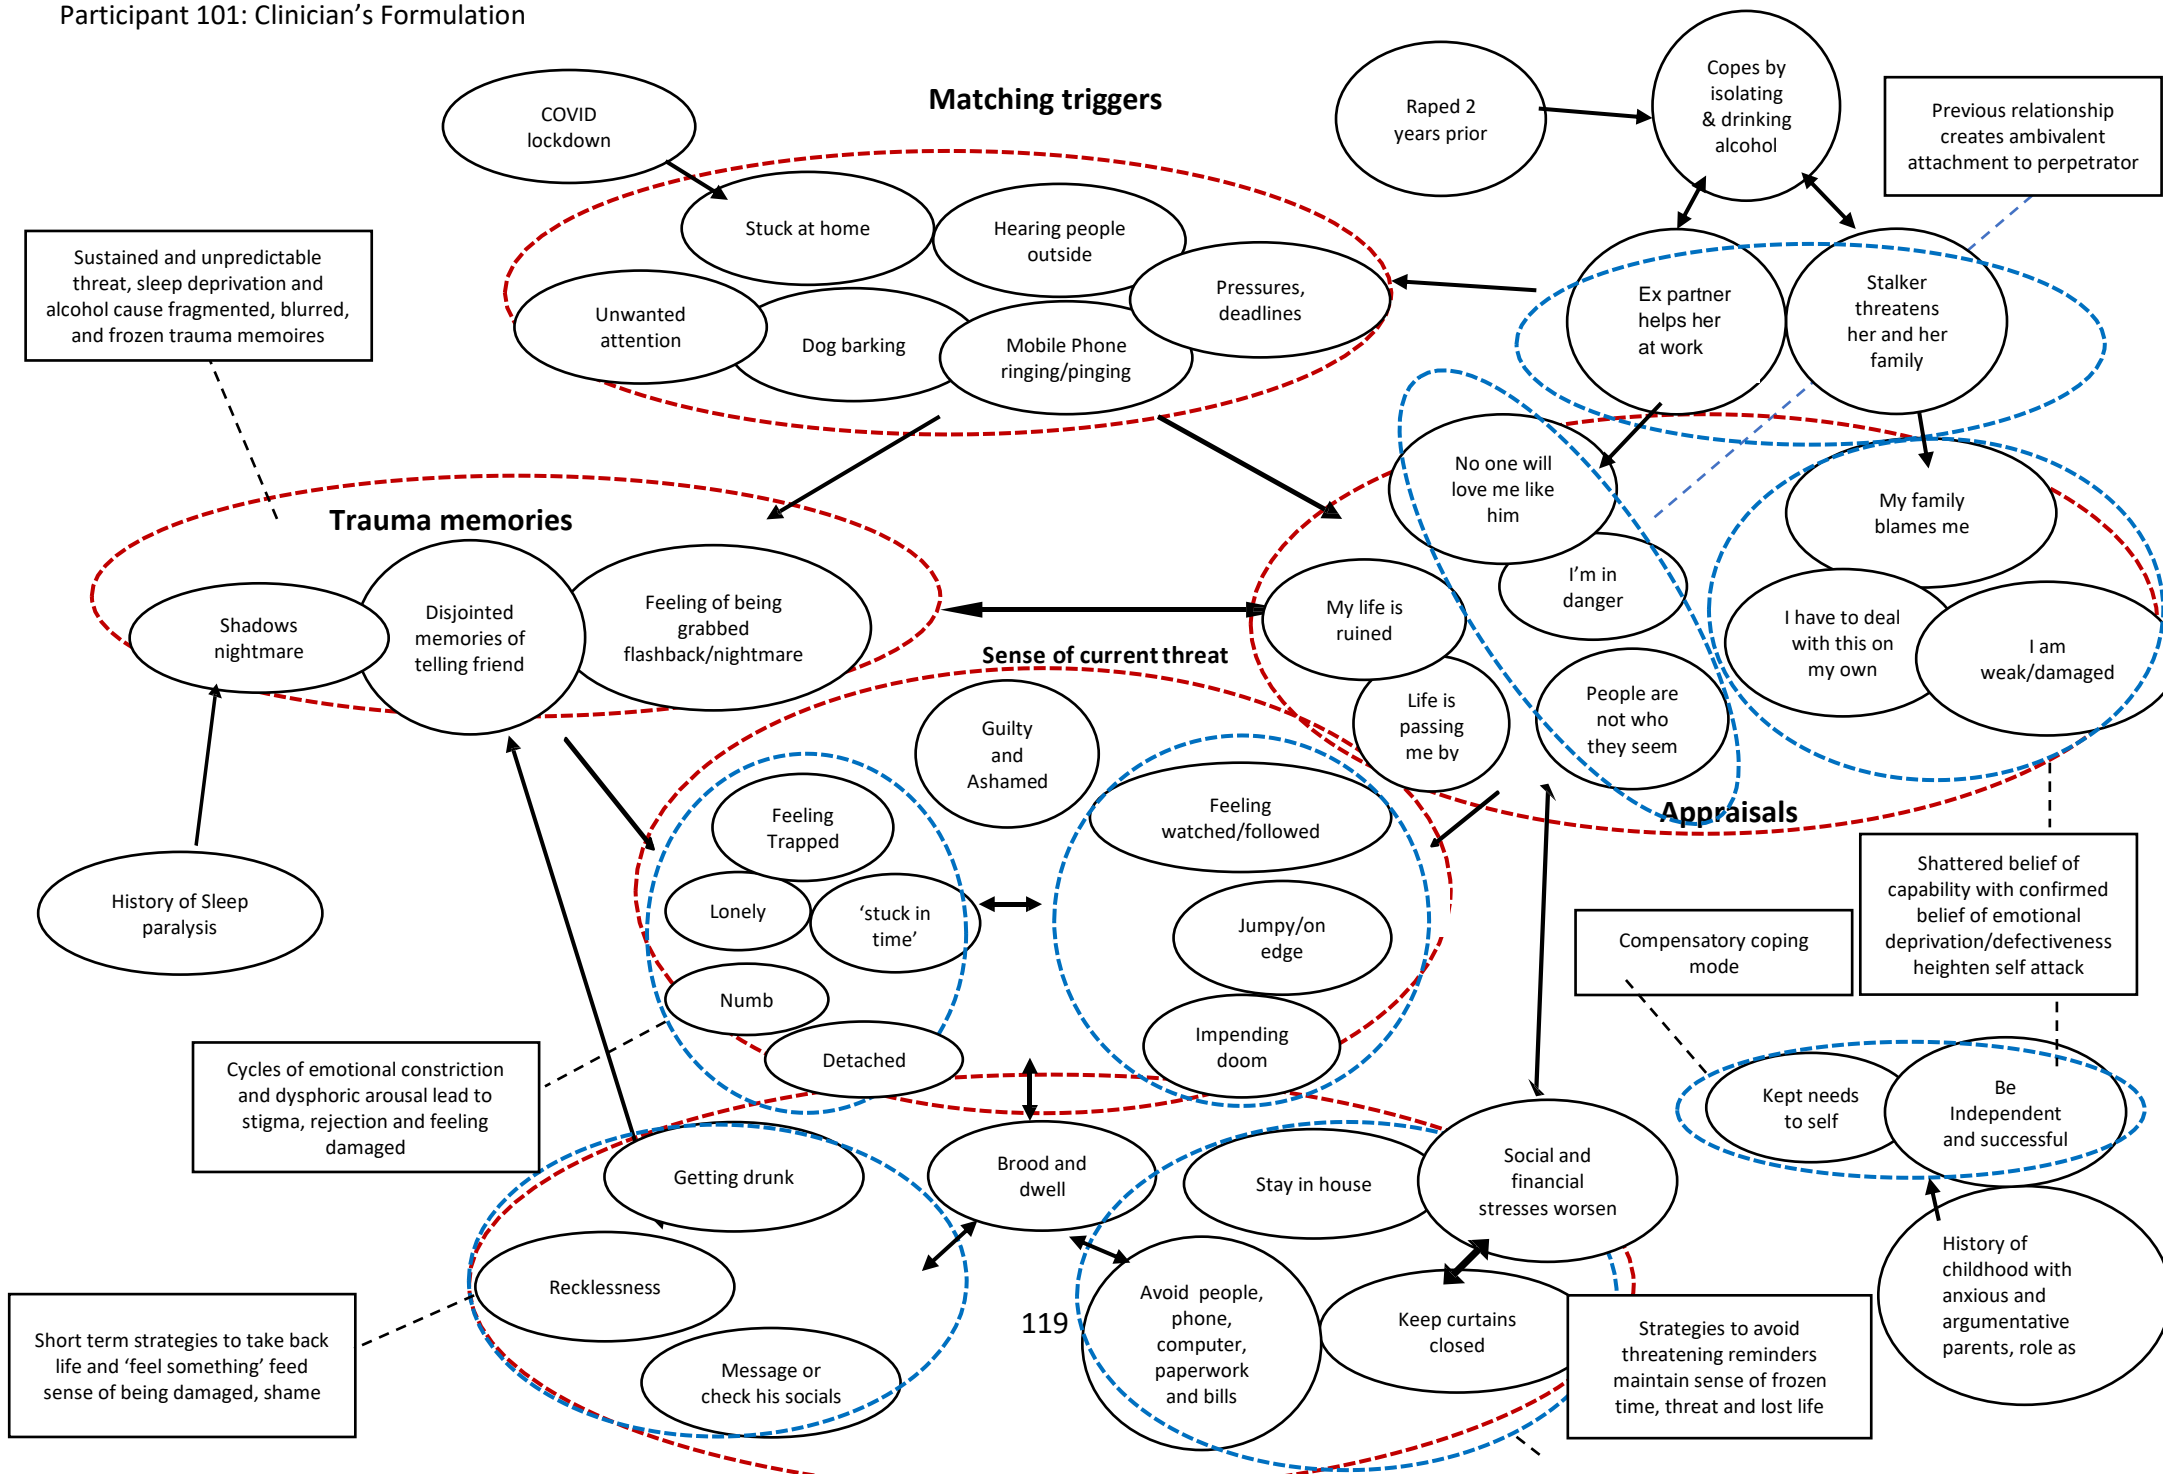 Participant 101: Clinician's Formulation
Matching triggers
COVID
lockdown
Raped 2
years prior
Copes by
isolating
& drinking
alcohol
Previous relationship
creates ambivalent
attachment to perpetrator
Stuck at home
Hearing people
outside
Pressures,
deadlines
Unwanted
attention
Dog barking
Mobile Phone
ringing/pinging
Ex partner
helps her
at work
Stalker
threatens
her and her
family
Sustained and unpredictable
threat, sleep deprivation and
alcohol cause fragmented, blurred,
and frozen trauma memoires
Trauma memories
Shadows
nightmare
Disjointed
memories of
telling friend
Feeling of being
grabbed
flashback/nightmare
No one will
love me like
him
My family
blames me
I'm in
danger
My life is
ruined
I have to deal
with this on
my own
I am
weak/damaged
Life is
passing
me by
People are
not who
they seem
Appraisals
Sense of current threat
Guilty
and
Ashamed
Feeling
Trapped
Feeling
watched/followed
Lonely
'stuck in
time'
Jumpy/on
edge
Numb
Detached
Impending
doom
History of Sleep
paralysis
Shattered belief of
capability with confirmed
belief of emotional
deprivation/defectiveness
heighten self attack
Compensatory coping
mode
Cycles of emotional constriction
and dysphoric arousal lead to
stigma, rejection and feeling
damaged
Kept needs
to self
Be
Independent
and successful
Getting drunk
Brood and
dwell
Stay in house
Social and
financial
stresses worsen
Recklessness
Message or
check his socials
119
Avoid people,
phone,
computer,
paperwork
and bills
Keep curtains
closed
History of
childhood with
anxious and
argumentative
parents, role as
Short term strategies to take back
life and 'feel something' feed
sense of being damaged, shame
Strategies to avoid
threatening reminders
maintain sense of frozen
time, threat and lost life